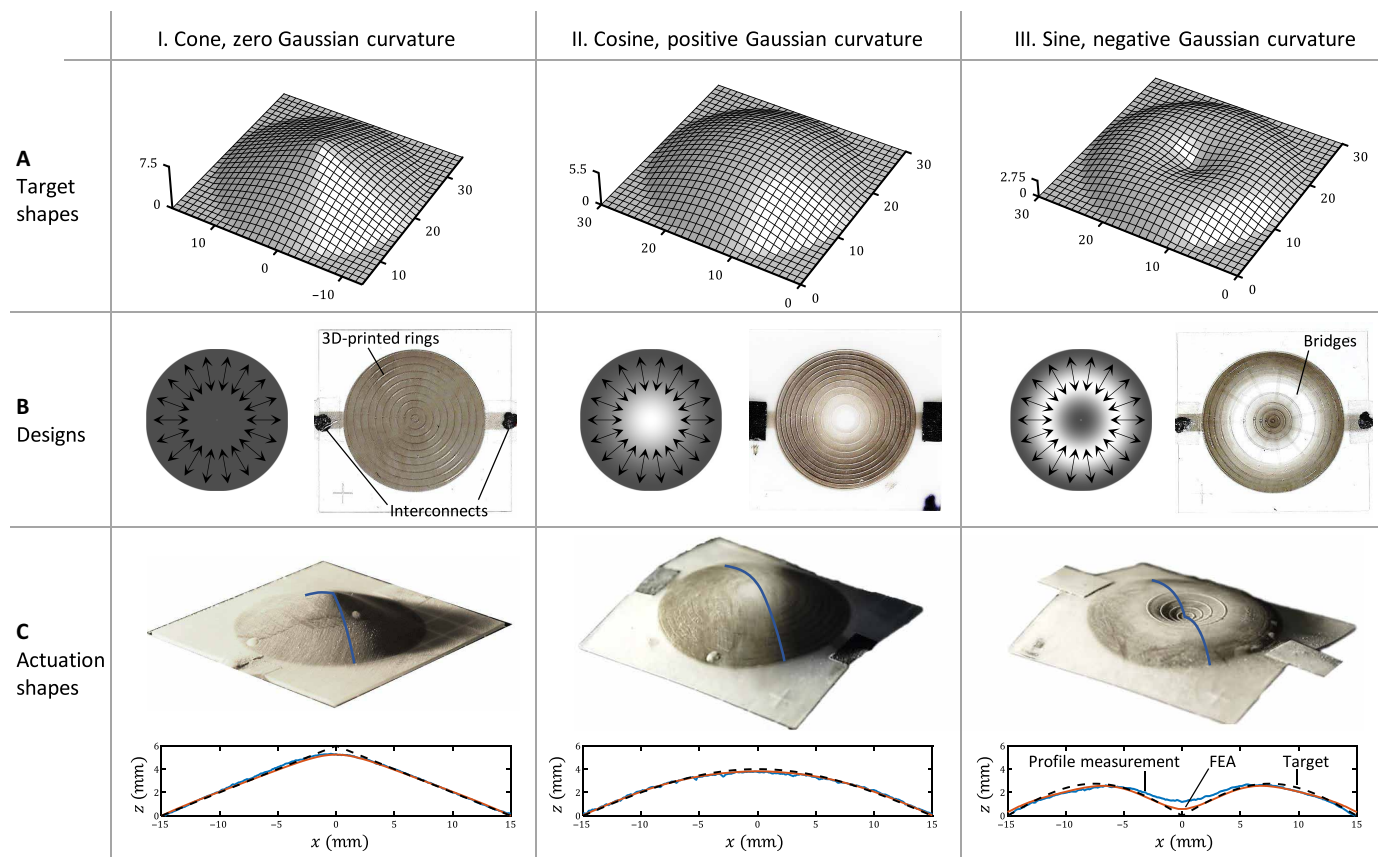 I. Cone, zero Gaussian curvature
II. Cosine, positive Gaussian curvature
III. Sine, negative Gaussian curvature
A
Target
shapes
7.5
0
10
0
−10
10
20
30
5.5
0
30
20
10
0
0
10
20
30
2.75
0
30
20
10
0
0
10
20
30
B
Designs
3D-printed rings
Interconnects
Bridges
C
Actuation
shapes
z (mm)
6
4
2
0
−15
−10
−5
0
5
10
15
x (mm)
z (mm)
6
4
2
0
−15
−10
−5
0
5
10
15
x (mm)
Profile measurement
FEA
Target
z (mm)
6
4
2
0
−15
−10
−5
0
5
10
15
x (mm)